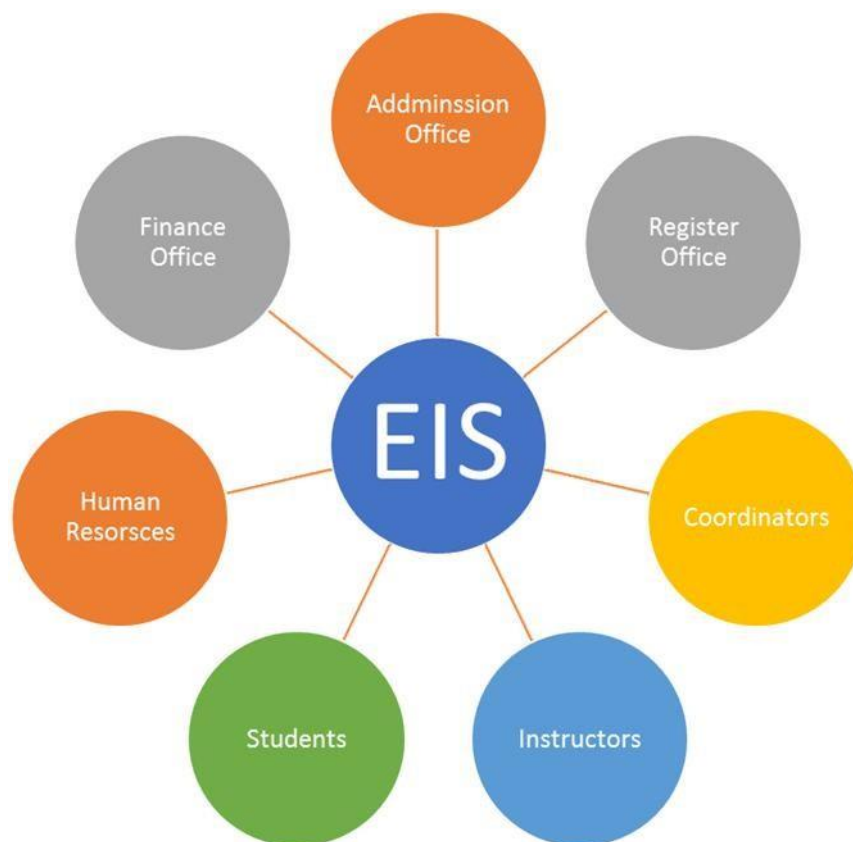 Addminssion
Office
Finance
Office
Register
Office
EIS
Human
Resorsces
Coordinators
Students
Instructors